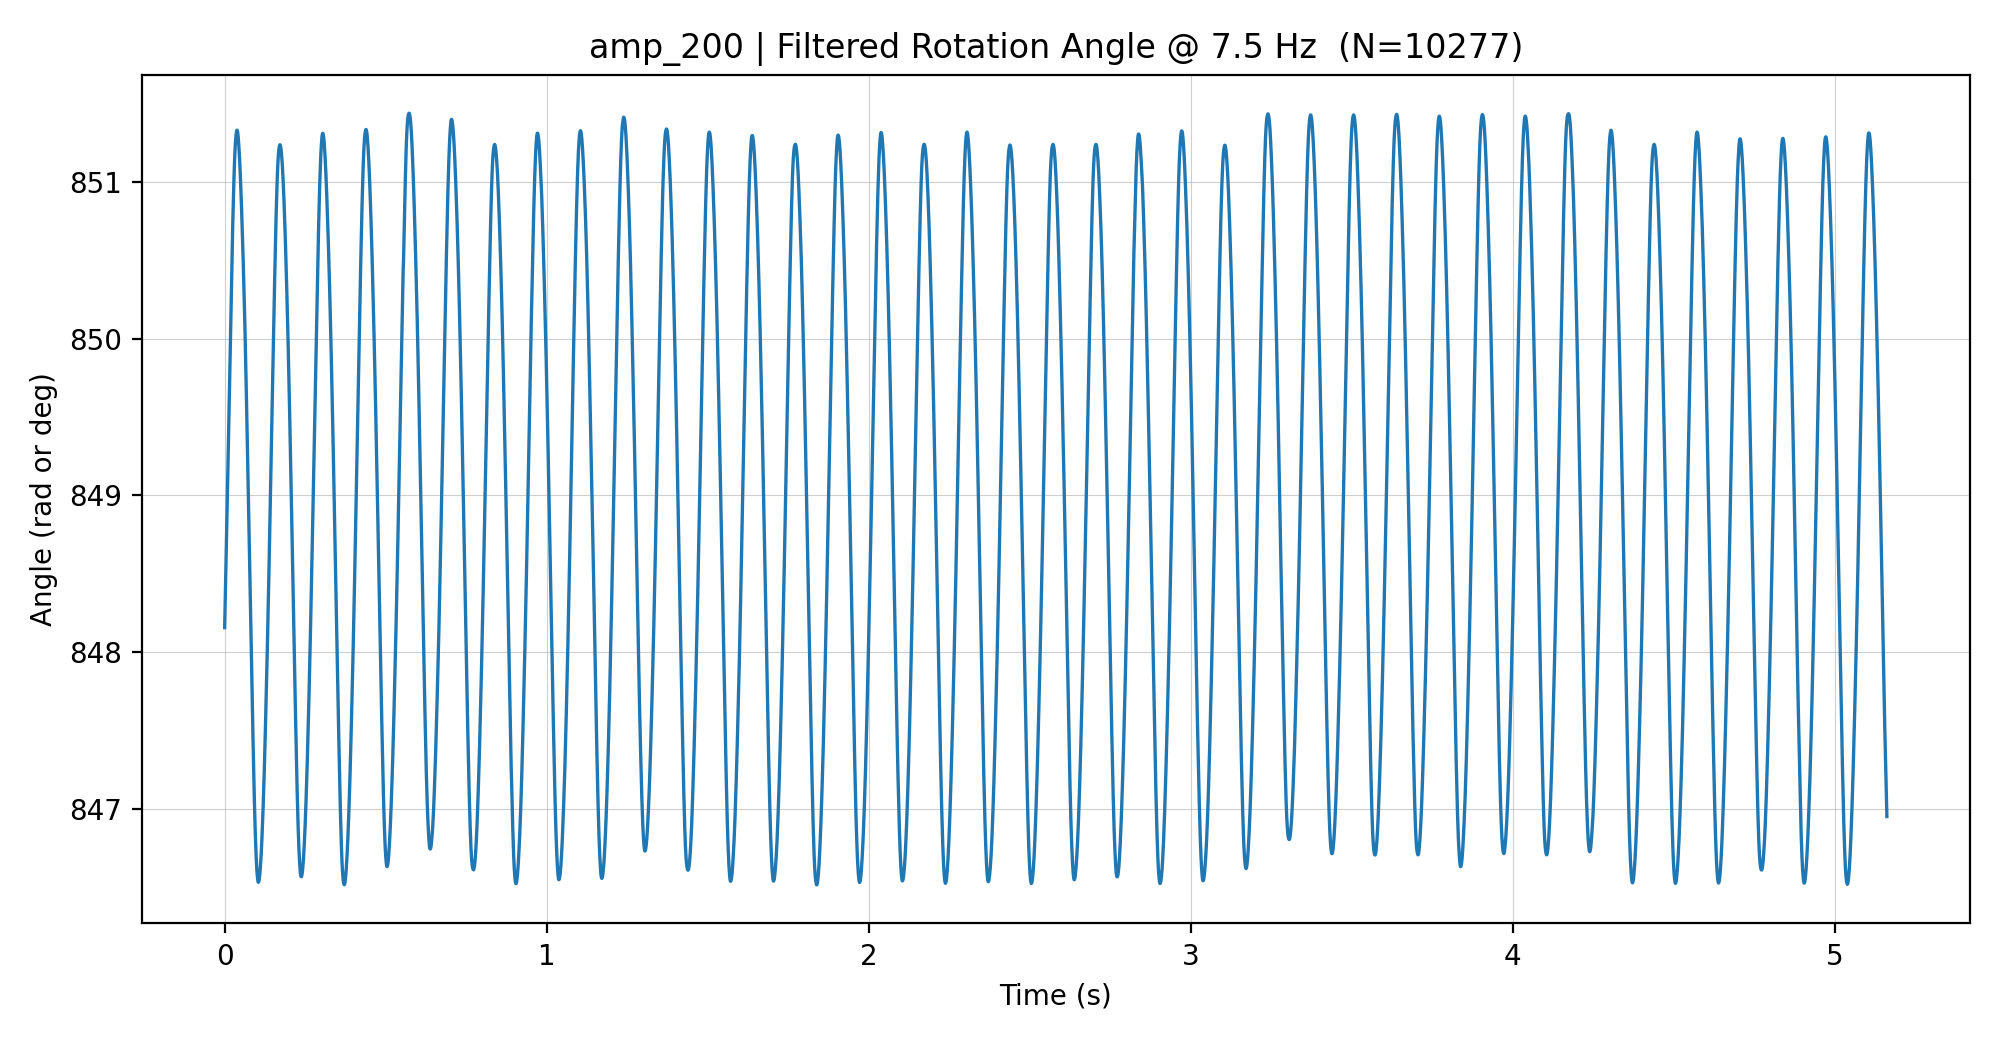 amp_200 | Filtered Rotation Angle @ 7.5 Hz  (N=10277)
Angle (rad or deg)
851
850
849
848
847
0 1 2 3 4 5
Time (s)